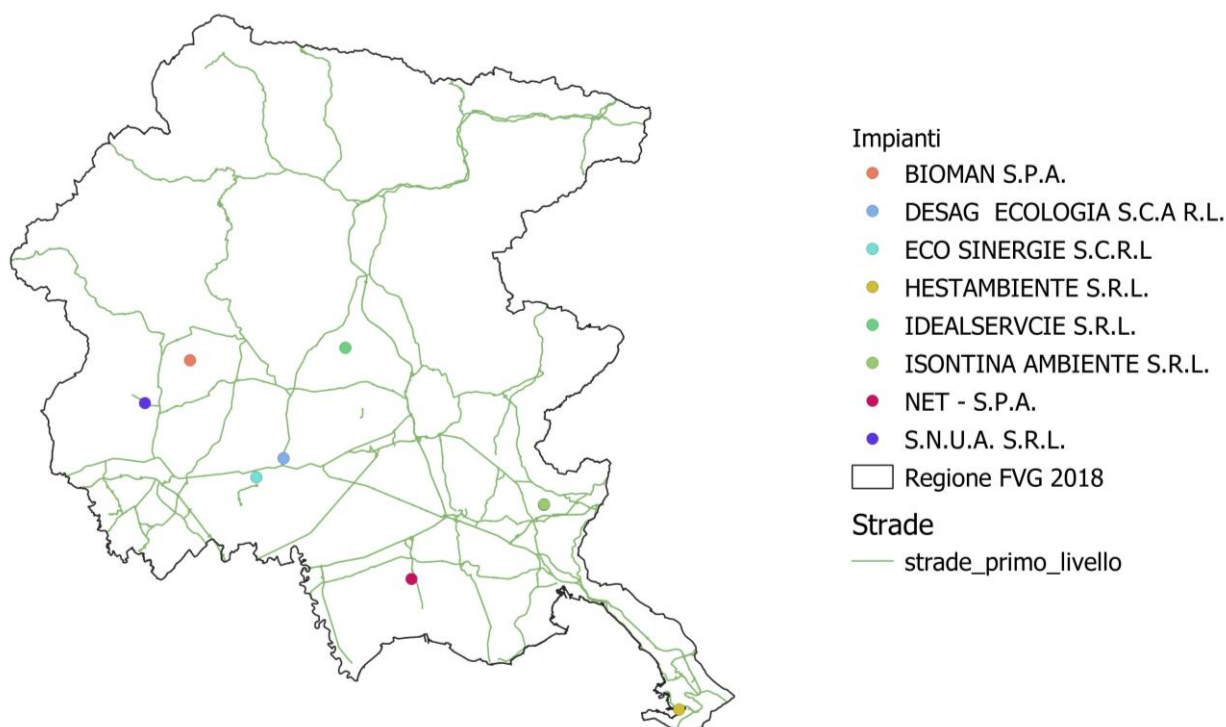 Impianti
BIOMAN S.P.A.
DESAG  ECOLOGIA S.C.A R.L.
ECO SINERGIE S.C.R.L
HESTAMBIENTE S.R.L.
IDEALSERVCIE S.R.L.
ISONTINA AMBIENTE S.R.L.
NET - S.P.A.
S.N.U.A. S.R.L.
Regione FVG 2018
Strade
strade_primo_livello